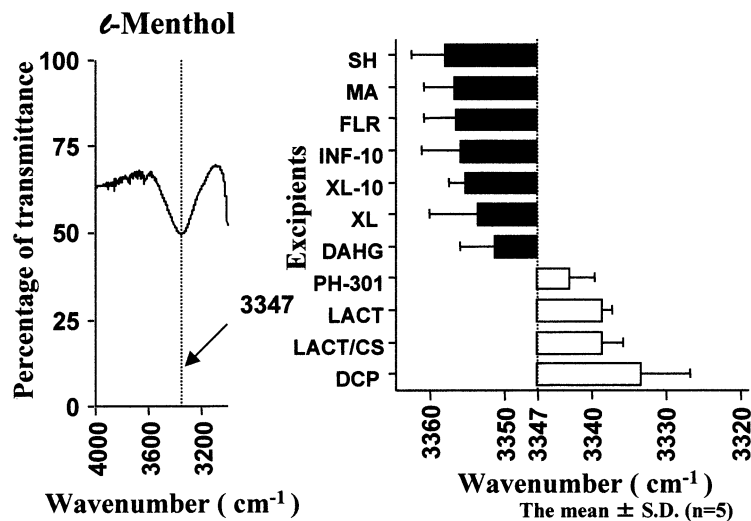 ℓ-Menthol
Percentage of transmittance
100
75
50
25
0
3347
4000
3600
3200
Wavenumber ( cm-1 )
Excipients
SH
MA
FLR
INF-10
XL-10
XL
DAHG
PH-301
LACT
LACT/CS
DCP
3360
3350
3347
3340
3330
3320
Wavenumber ( cm-1 )
The mean ± S.D. (n=5)